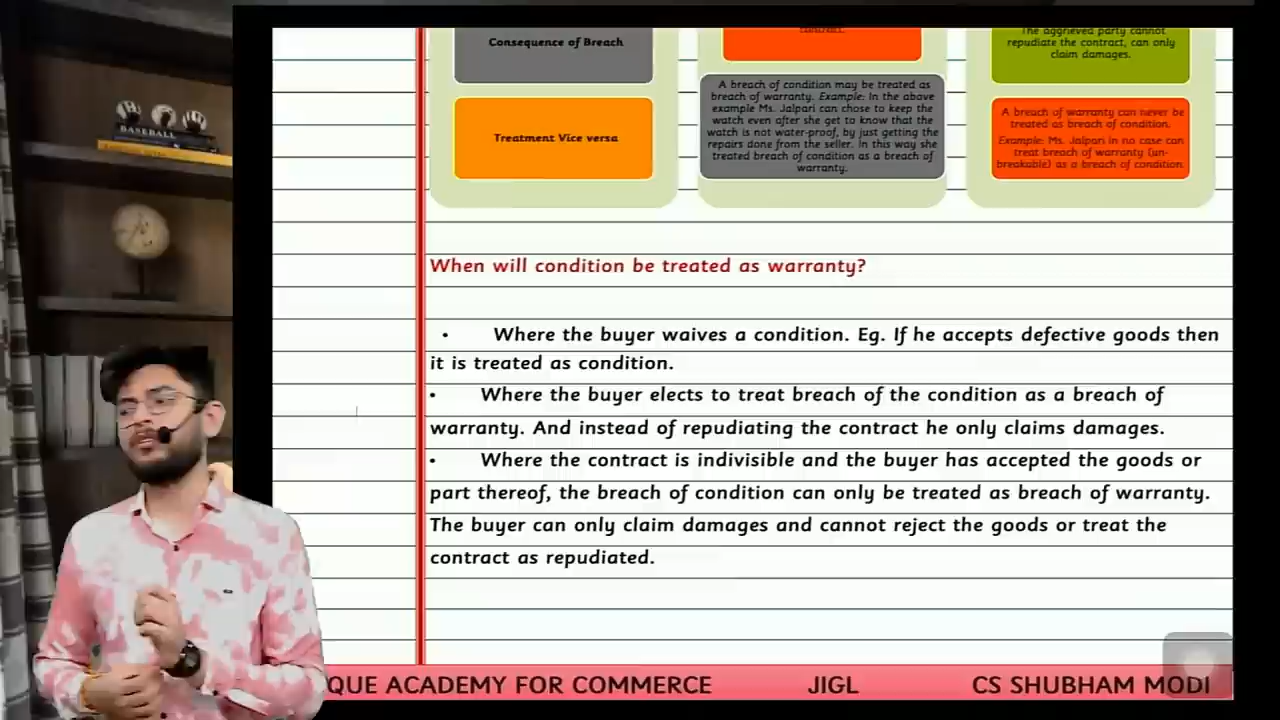 BASEBALL
Consequence of Breach
contract.
The aggrieved party cannot
repudiate the contract, can only
claim damages.
Treatment Vice versa
A breach of condition may be treated as
breach of warranty. Example: In the above
example Ms. Jalpari can chose to keep the
watch even after she get to know that the
watch is not water-proof, by just getting the
repairs done from the seller. In this way she
treated breach of condition as a breach of
warranty.
A breach of warranty can never be
treated as breach of condition.
Example: Ms. Jalpari in no case can
treat breach of warranty (un-
breakable) as a breach of condition.
When will condition be treated as warranty?
• Where the buyer waives a condition. Eg. If he accepts defective goods then
it is treated as condition.
• Where the buyer elects to treat breach of the condition as a breach of
warranty. And instead of repudiating the contract he only claims damages.
• Where the contract is indivisible and the buyer has accepted the goods or
part thereof, the breach of condition can only be treated as breach of warranty.
The buyer can only claim damages and cannot reject the goods or treat the
contract as repudiated.
QUE ACADEMY FOR COMMERCE JIGL CS SHUBHAM MODI